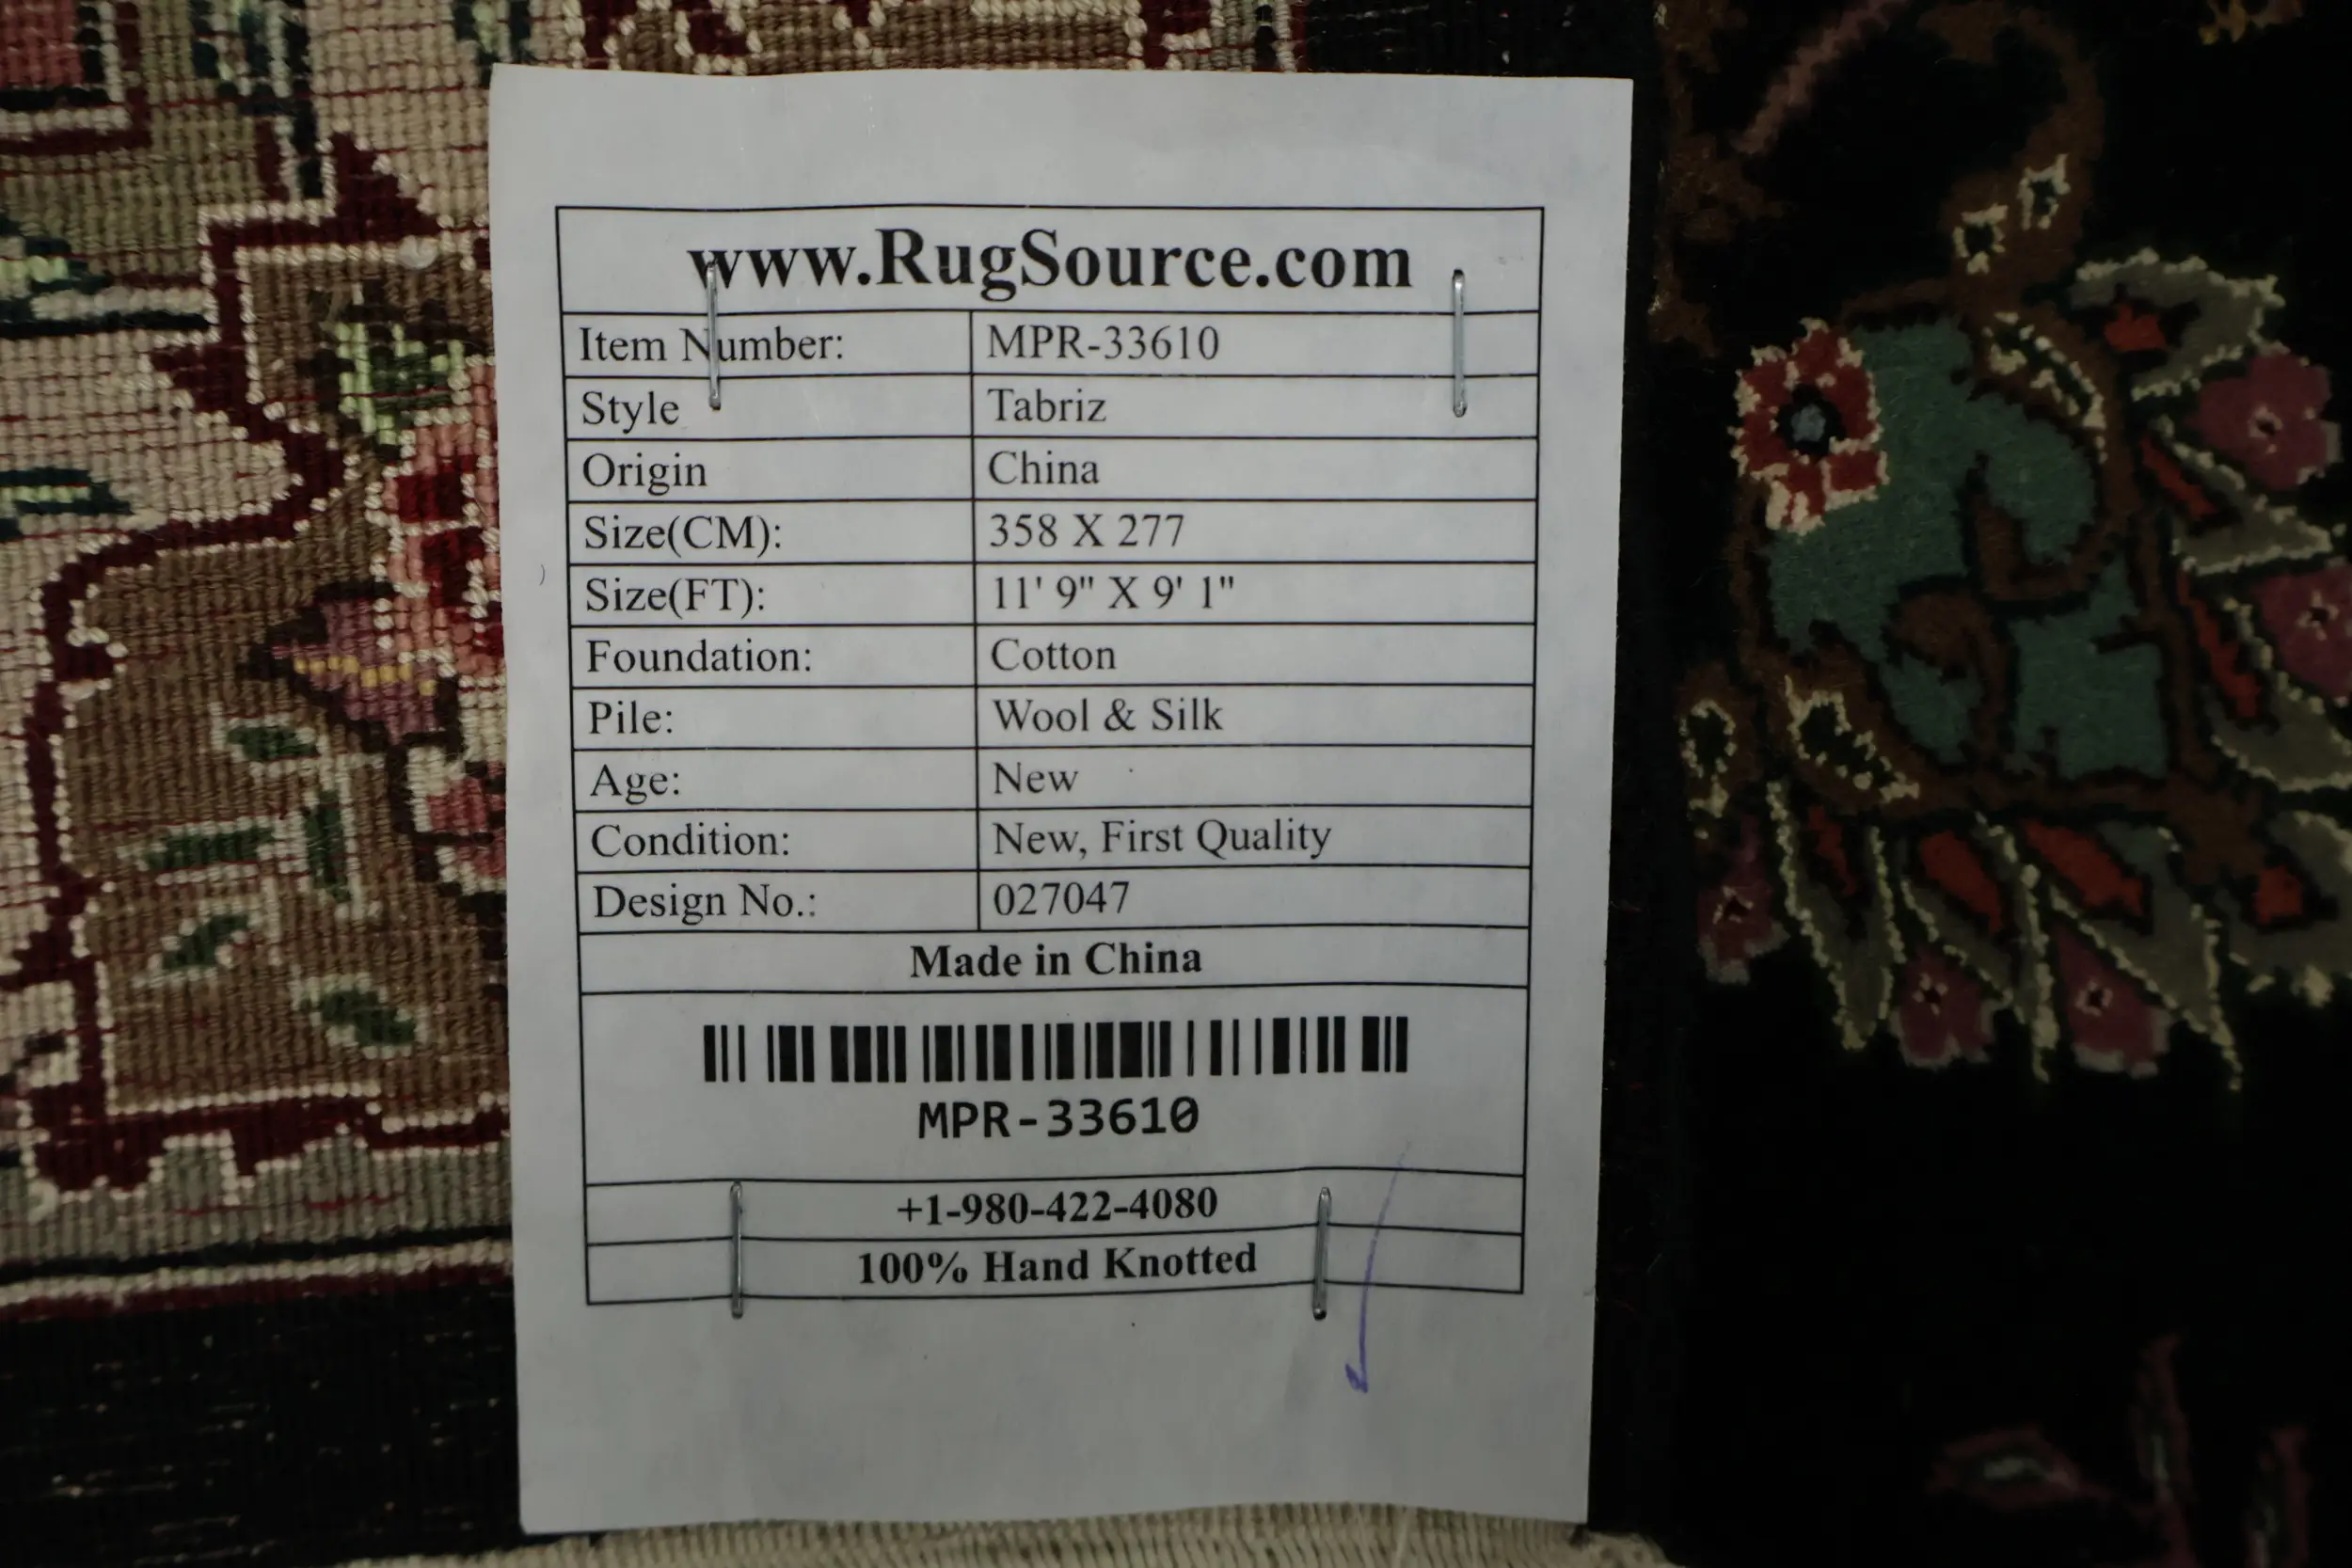 www.RugSource.com
Item Number: MPR-33610
Style Tabriz
Origin China
Size(CM): 358 X 277
Size(FT): 11' 9" X 9' 1"
Foundation: Cotton
Pile: Wool & Silk
Age: New
Condition: New, First Quality
Design No.: 027047
Made in China
MPR-33610
+1-980-422-4080
100% Hand Knotted